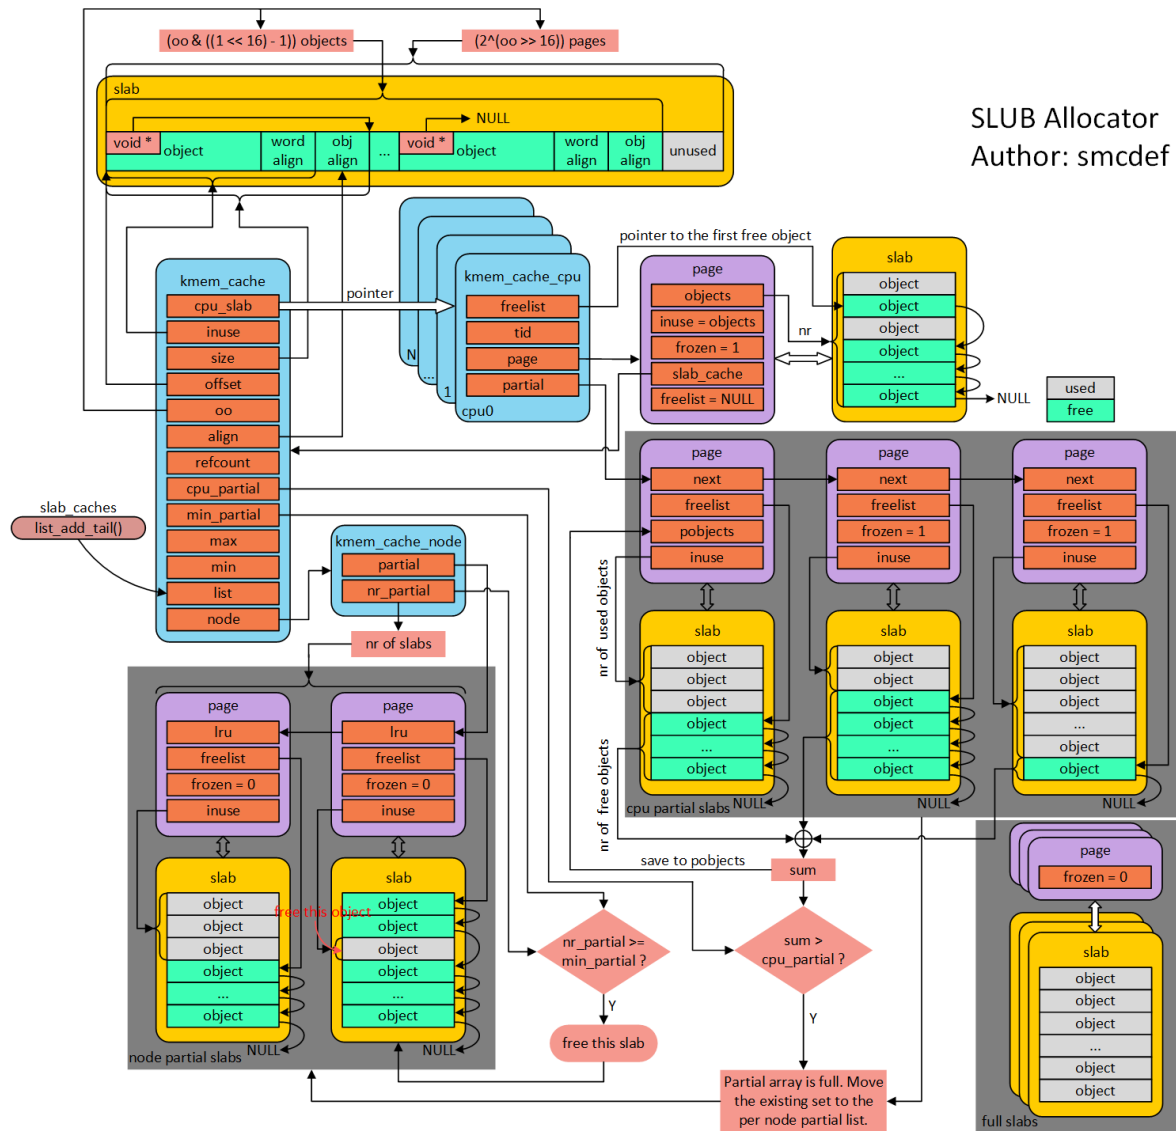 (oo & ((1 << 16) - 1)) objects
(2^(oo >> 16)) pages
slab
NULL
void *
object
word
align
obj
align
...
void *
object
word
align
obj
align
unused
SLUB Allocator
Author: smcdef
kmem_cache
cpu_slab
inuse
size
offset
oo
align
refcount
cpu_partial
min_partial
max
min
list
node
slab_caches
list_add_tail()
pointer
kmem_cache_cpu
freelist
tid
page
partial
cpu0
1
...
N
pointer to the first free object
page
objects
inuse = objects
frozen = 1
slab_cache
freelist = NULL
nr
slab
object
object
object
object
...
object
NULL
used
free
kmem_cache_node
partial
nr_partial
nr of slabs
page
next
freelist
pobjects
inuse
page
next
freelist
frozen = 1
inuse
page
next
freelist
frozen = 1
inuse
nr of used objects
nr of free objects
slab
object
object
object
object
...
object
NULL
slab
object
object
object
object
...
object
NULL
slab
object
object
object
...
object
object
NULL
cpu partial slabs
page
lru
freelist
frozen = 0
inuse
page
lru
freelist
frozen = 0
inuse
slab
object
object
object
object
...
object
NULL
slab
object
object
object
object
...
object
NULL
free this object
node partial slabs
save to pobjects
sum
nr_partial >=
min_partial ?
Y
free this slab
sum >
cpu_partial ?
Y
Partial array is full. Move
the existing set to the
per node partial list.
page
frozen = 0
slab
object
object
object
...
object
object
full slabs